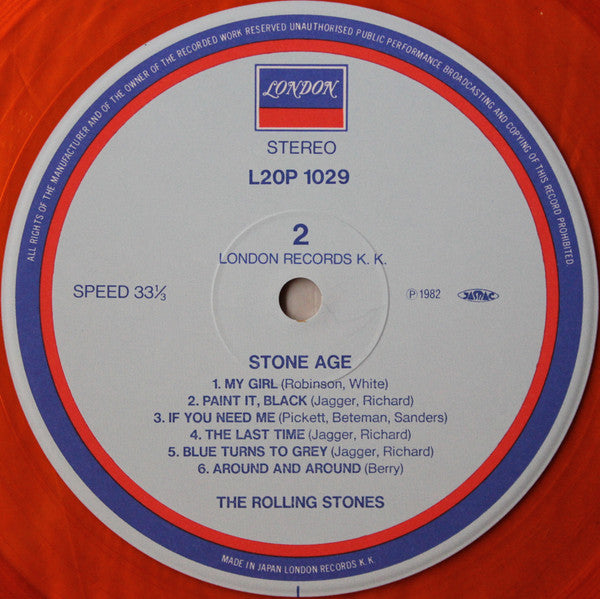 ALL RIGHTS OF THE MANUFACTURER AND OF THE OWNER OF THE RECORDED WORK RESERVED UNAUTHORISED PUBLIC PERFORMANCE BROADCASTING AND COPYING OF THIS RECORD PROHIBITED.
LONDON
STEREO
L20P 1029
2
LONDON RECORDS K. K.
SPEED 33⅓
Ⓟ1982
JASRAC
STONE AGE
1. MY GIRL (Robinson, White)
2. PAINT IT, BLACK (Jagger, Richard)
3. IF YOU NEED ME (Pickett, Beteman, Sanders)
4. THE LAST TIME (Jagger, Richard)
5. BLUE TURNS TO GREY (Jagger, Richard)
6. AROUND AND AROUND (Berry)
THE ROLLING STONES
MADE IN JAPAN LONDON RECORDS K. K.